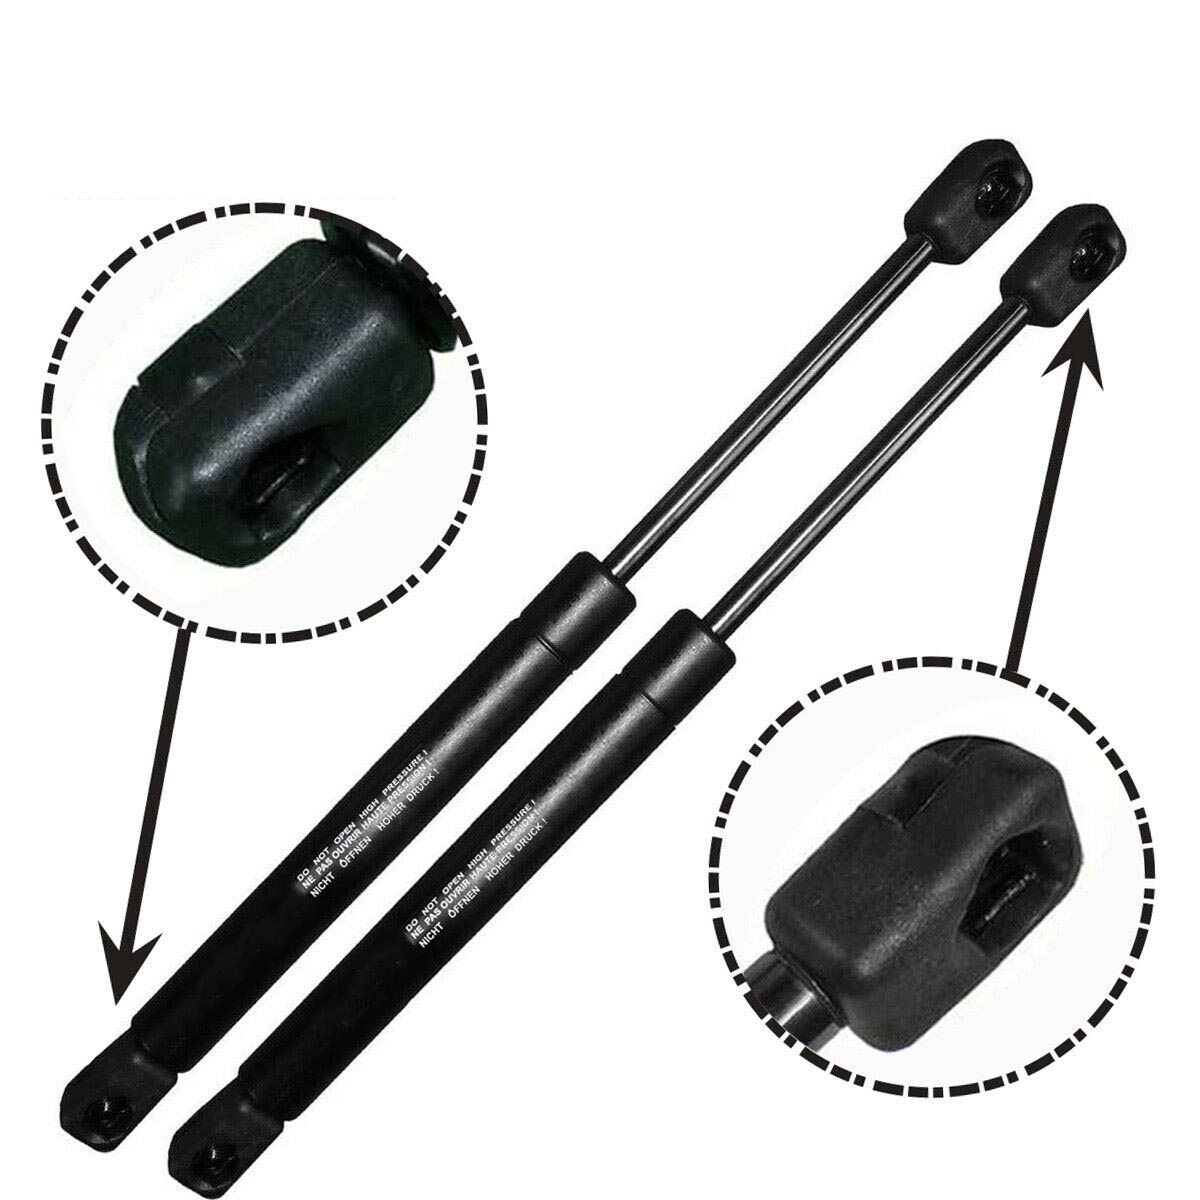 DO NOT OPEN HIGH PRESSURE !
NE PAS OUVRIR HAUTE PRESSION !
NICHT ÖFFNEN HOHER DRUCK !
DO NOT OPEN HIGH PRESSURE !
NE PAS OUVRIR HAUTE PRESSION !
NICHT ÖFFNEN HOHER DRUCK !